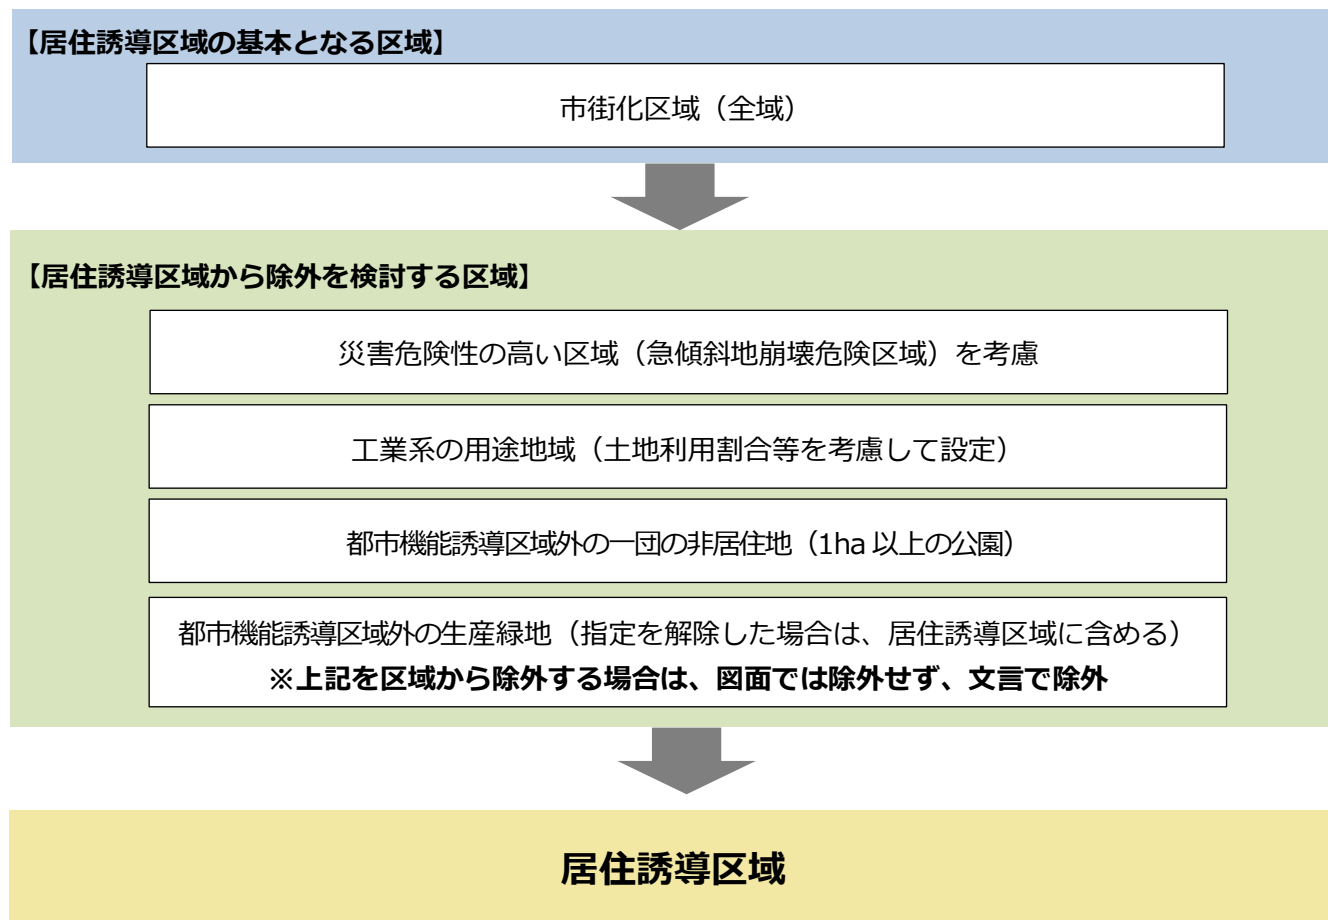 【居住誘導区域の基本となる区域】
市街化区域（全域）
【居住誘導区域から除外を検討する区域】
災害危険性の高い区域（急傾斜地崩壊危険区域）を考慮
工業系の用途地域（土地利用割合等を考慮して設定）
都市機能誘導区域外の一団の非居住地（1ha 以上の公園）
都市機能誘導区域外の生産緑地（指定を解除した場合は、居住誘導区域に含める）
※上記を区域から除外する場合は、図面では除外せず、文言で除外
居住誘導区域